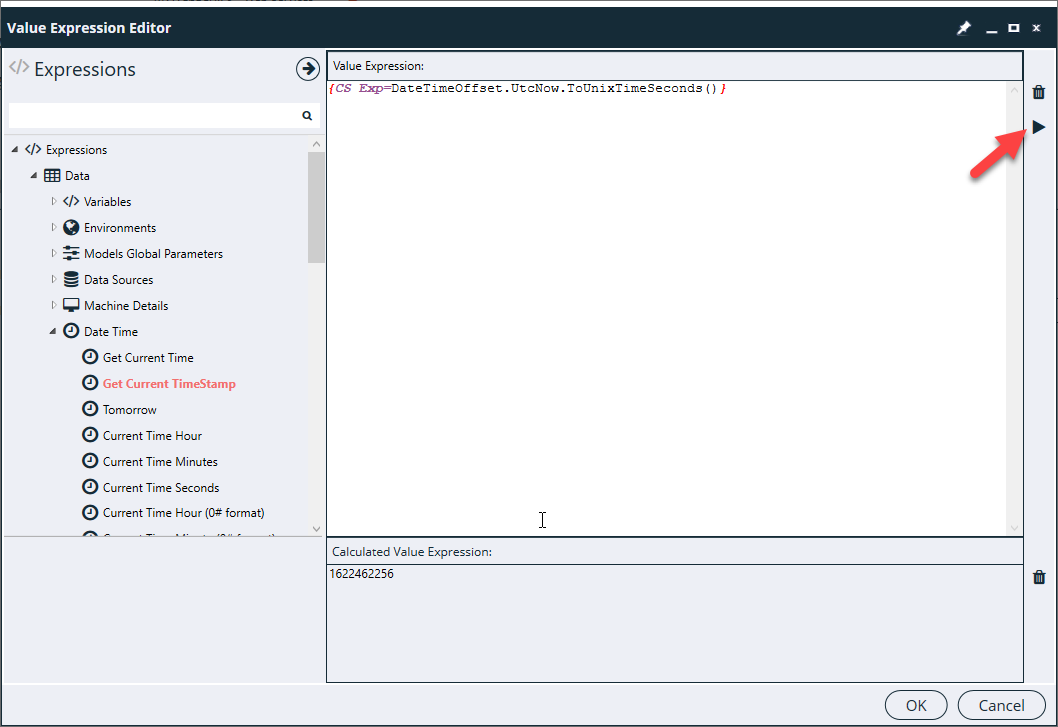 Value Expression Editor
</> Expressions
Value Expression:
{CS Exp=DateTimeOffset.UtcNow.ToUnixTimeSeconds()}
</> Expressions
Data
</> Variables
Environments
Models Global Parameters
Data Sources
Machine Details
Date Time
Get Current Time
Get Current TimeStamp
Tomorrow
Current Time Hour
Current Time Minutes
Current Time Seconds
Current Time Hour (0# format)
Calculated Value Expression:
1622462256
OK
Cancel